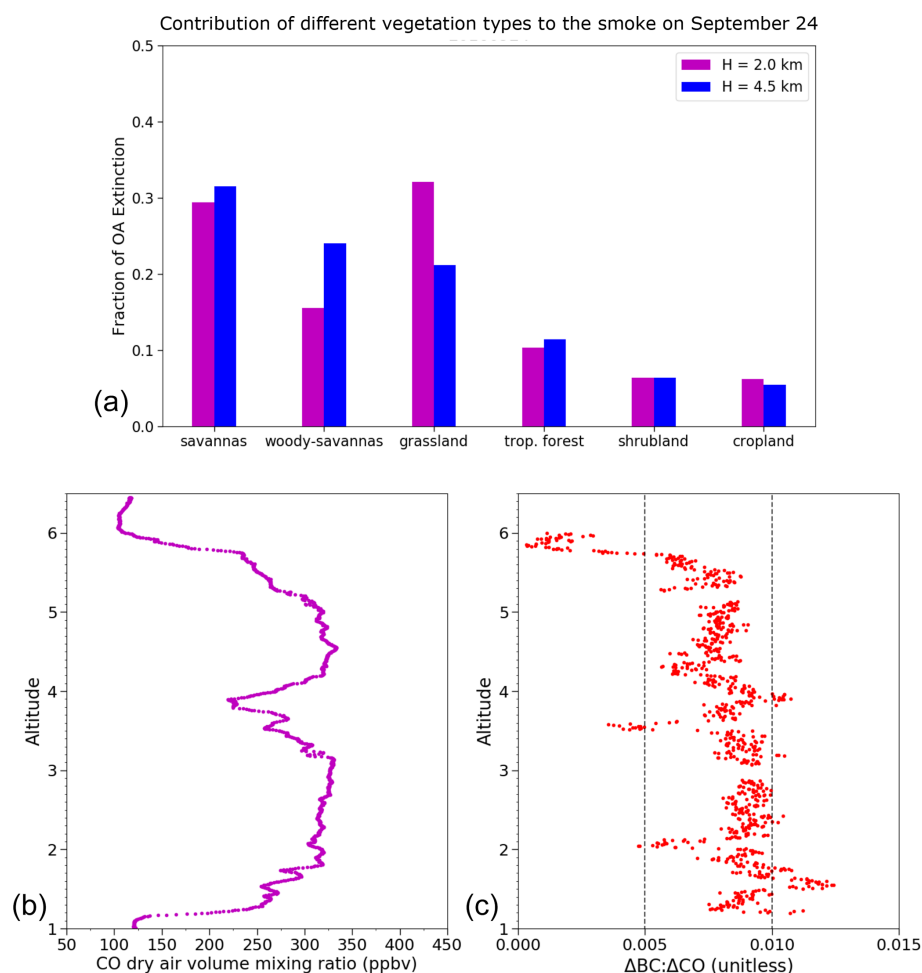 Contribution of different vegetation types to the smoke on September 24
H = 2.0 km
H = 4.5 km
Fraction of OA Extinction
0.5
0.4
0.3
0.2
0.1
0.0
(a)
savannas woody-savannas grassland trop. forest shrubland cropland
Altitude
6
5
4
3
2
1
(b)
50 100 150 200 250 300 350 400 450
CO dry air volume mixing ratio (ppbv)
Altitude
6
5
4
3
2
1
(c)
0.000 0.005 0.010 0.015
ΔBC:ΔCO (unitless)